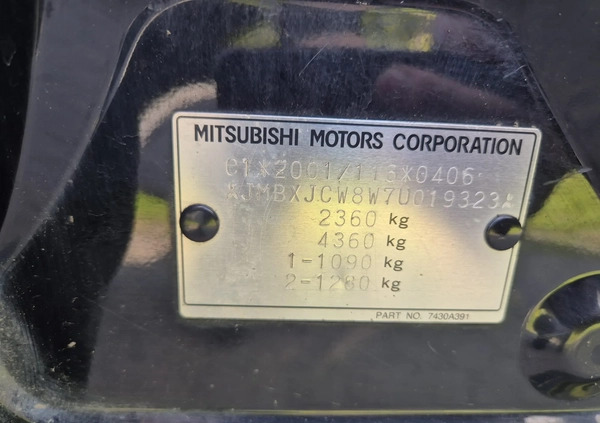 MITSUBISHI MOTORS CORPORATION
C1*2001/116*0406
*JMBXJCW8W7U019323*
2360 kg
4360 kg
1-1090 kg
2-1280 kg
PART NO. 7430A391